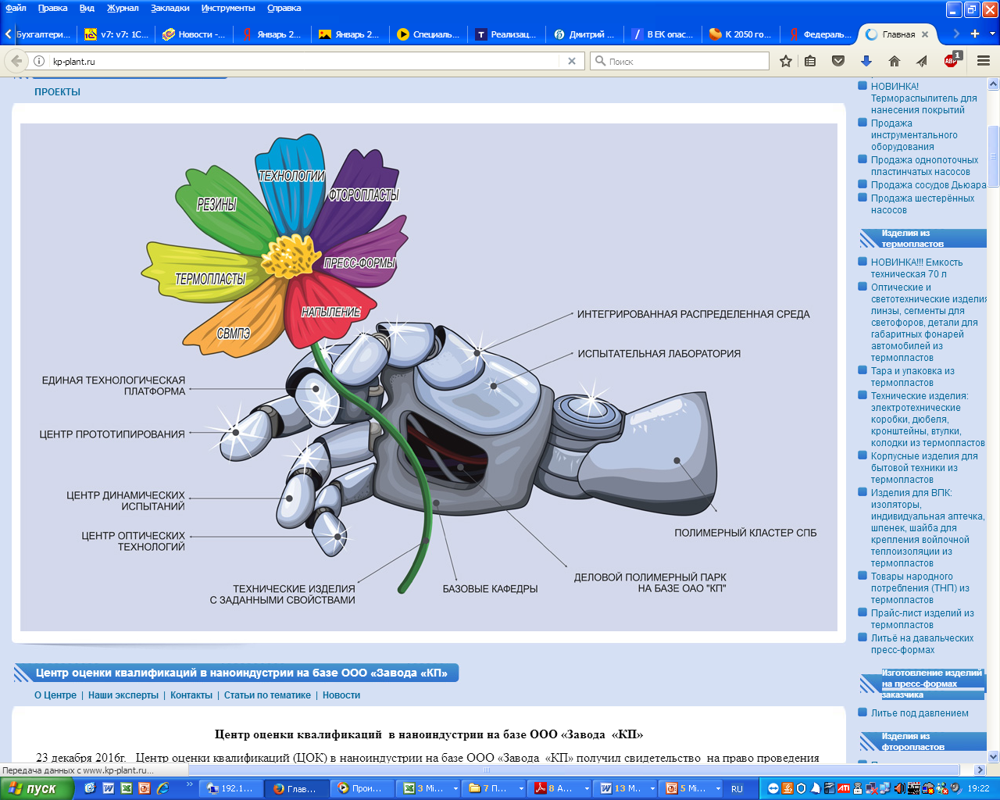 Файл Правка Вид Журнал Закладки Инструменты Справка
Бухгалтери... v7: v7: 1С... Новости -... Январь 2... Январь 2... Специаль... Реализац... Дмитрий ... В ЕК опас... К 2050 го... Федераль... Главная
kp-plant.ru
Поиск
ABP
1
ПРОЕКТЫ
ТЕХНОЛОГИИ
ФТОРОПЛАСТЫ
РЕЗИНЫ
ПРЕСС-ФОРМЫ
ТЕРМОПЛАСТЫ
НАПЫЛЕНИЕ
СВМПЭ
ИНТЕГРИРОВАННАЯ РАСПРЕДЕЛЕННАЯ СРЕДА
ИСПЫТАТЕЛЬНАЯ ЛАБОРАТОРИЯ
ЕДИНАЯ ТЕХНОЛОГИЧЕСКАЯ
ПЛАТФОРМА
ЦЕНТР ПРОТОТИПИРОВАНИЯ
ЦЕНТР ДИНАМИЧЕСКИХ
ИСПЫТАНИЙ
ЦЕНТР ОПТИЧЕСКИХ
ТЕХНОЛОГИЙ
ПОЛИМЕРНЫЙ КЛАСТЕР СПБ
ТЕХНИЧЕСКИЕ ИЗДЕЛИЯ
С ЗАДАННЫМИ СВОЙСТВАМИ
БАЗОВЫЕ КАФЕДРЫ
ДЕЛОВОЙ ПОЛИМЕРНЫЙ ПАРК
НА БАЗЕ ОАО "КП"
Центр оценки квалификаций в наноиндустрии на базе ООО «Завода «КП»
О Центре | Наши эксперты | Контакты | Статьи по тематике | Новости
Центр оценки квалификаций в наноиндустрии на базе ООО «Завода «КП»
23 декабря 2016г. Центр оценки квалификаций (ЦОК) в наноиндустрии на базе ООО «Завода «КП» получил свидетельство на право проведения
НОВИНКА!
Термораспылитель для
нанесения покрытий
Продажа
инструментального
оборудования
Продажа однопоточных
пластинчатых насосов
Продажа сосудов Дьюара
Продажа шестерённых
насосов
Изделия из
термопластов
НОВИНКА!!! Емкость
техническая 70 л
Оптические и
светотехнические изделия
линзы, сегменты для
светофоров, детали для
габаритных фонарей
автомобилей из
термопластов
Тара и упаковка из
термопластов
Технические изделия:
электротехнические
коробки, дюбеля,
кронштейны, втулки,
колодки из термопластов
Корпусные изделия для
бытовой техники из
термопластов
Изделия для ВПК:
изоляторы,
индивидуальная аптечка,
шпенек, шайба для
крепления войлочной
теплоизоляции из
термопластов
Товары народного
потребления (ТНП) из
термопластов
Прайс-лист изделий из
термопластов
Литьё на давальческих
пресс-формах
Изготовление изделий
на пресс-формах
заказчика
Литье под давлением
Изделия из
фторопластов
Передача данных с www.kp-plant.ru...
пуск 192.1... Глав... Прои... 3 Mi... 7 П... 8 A... 13 M... 5 Mi... RU 19:22